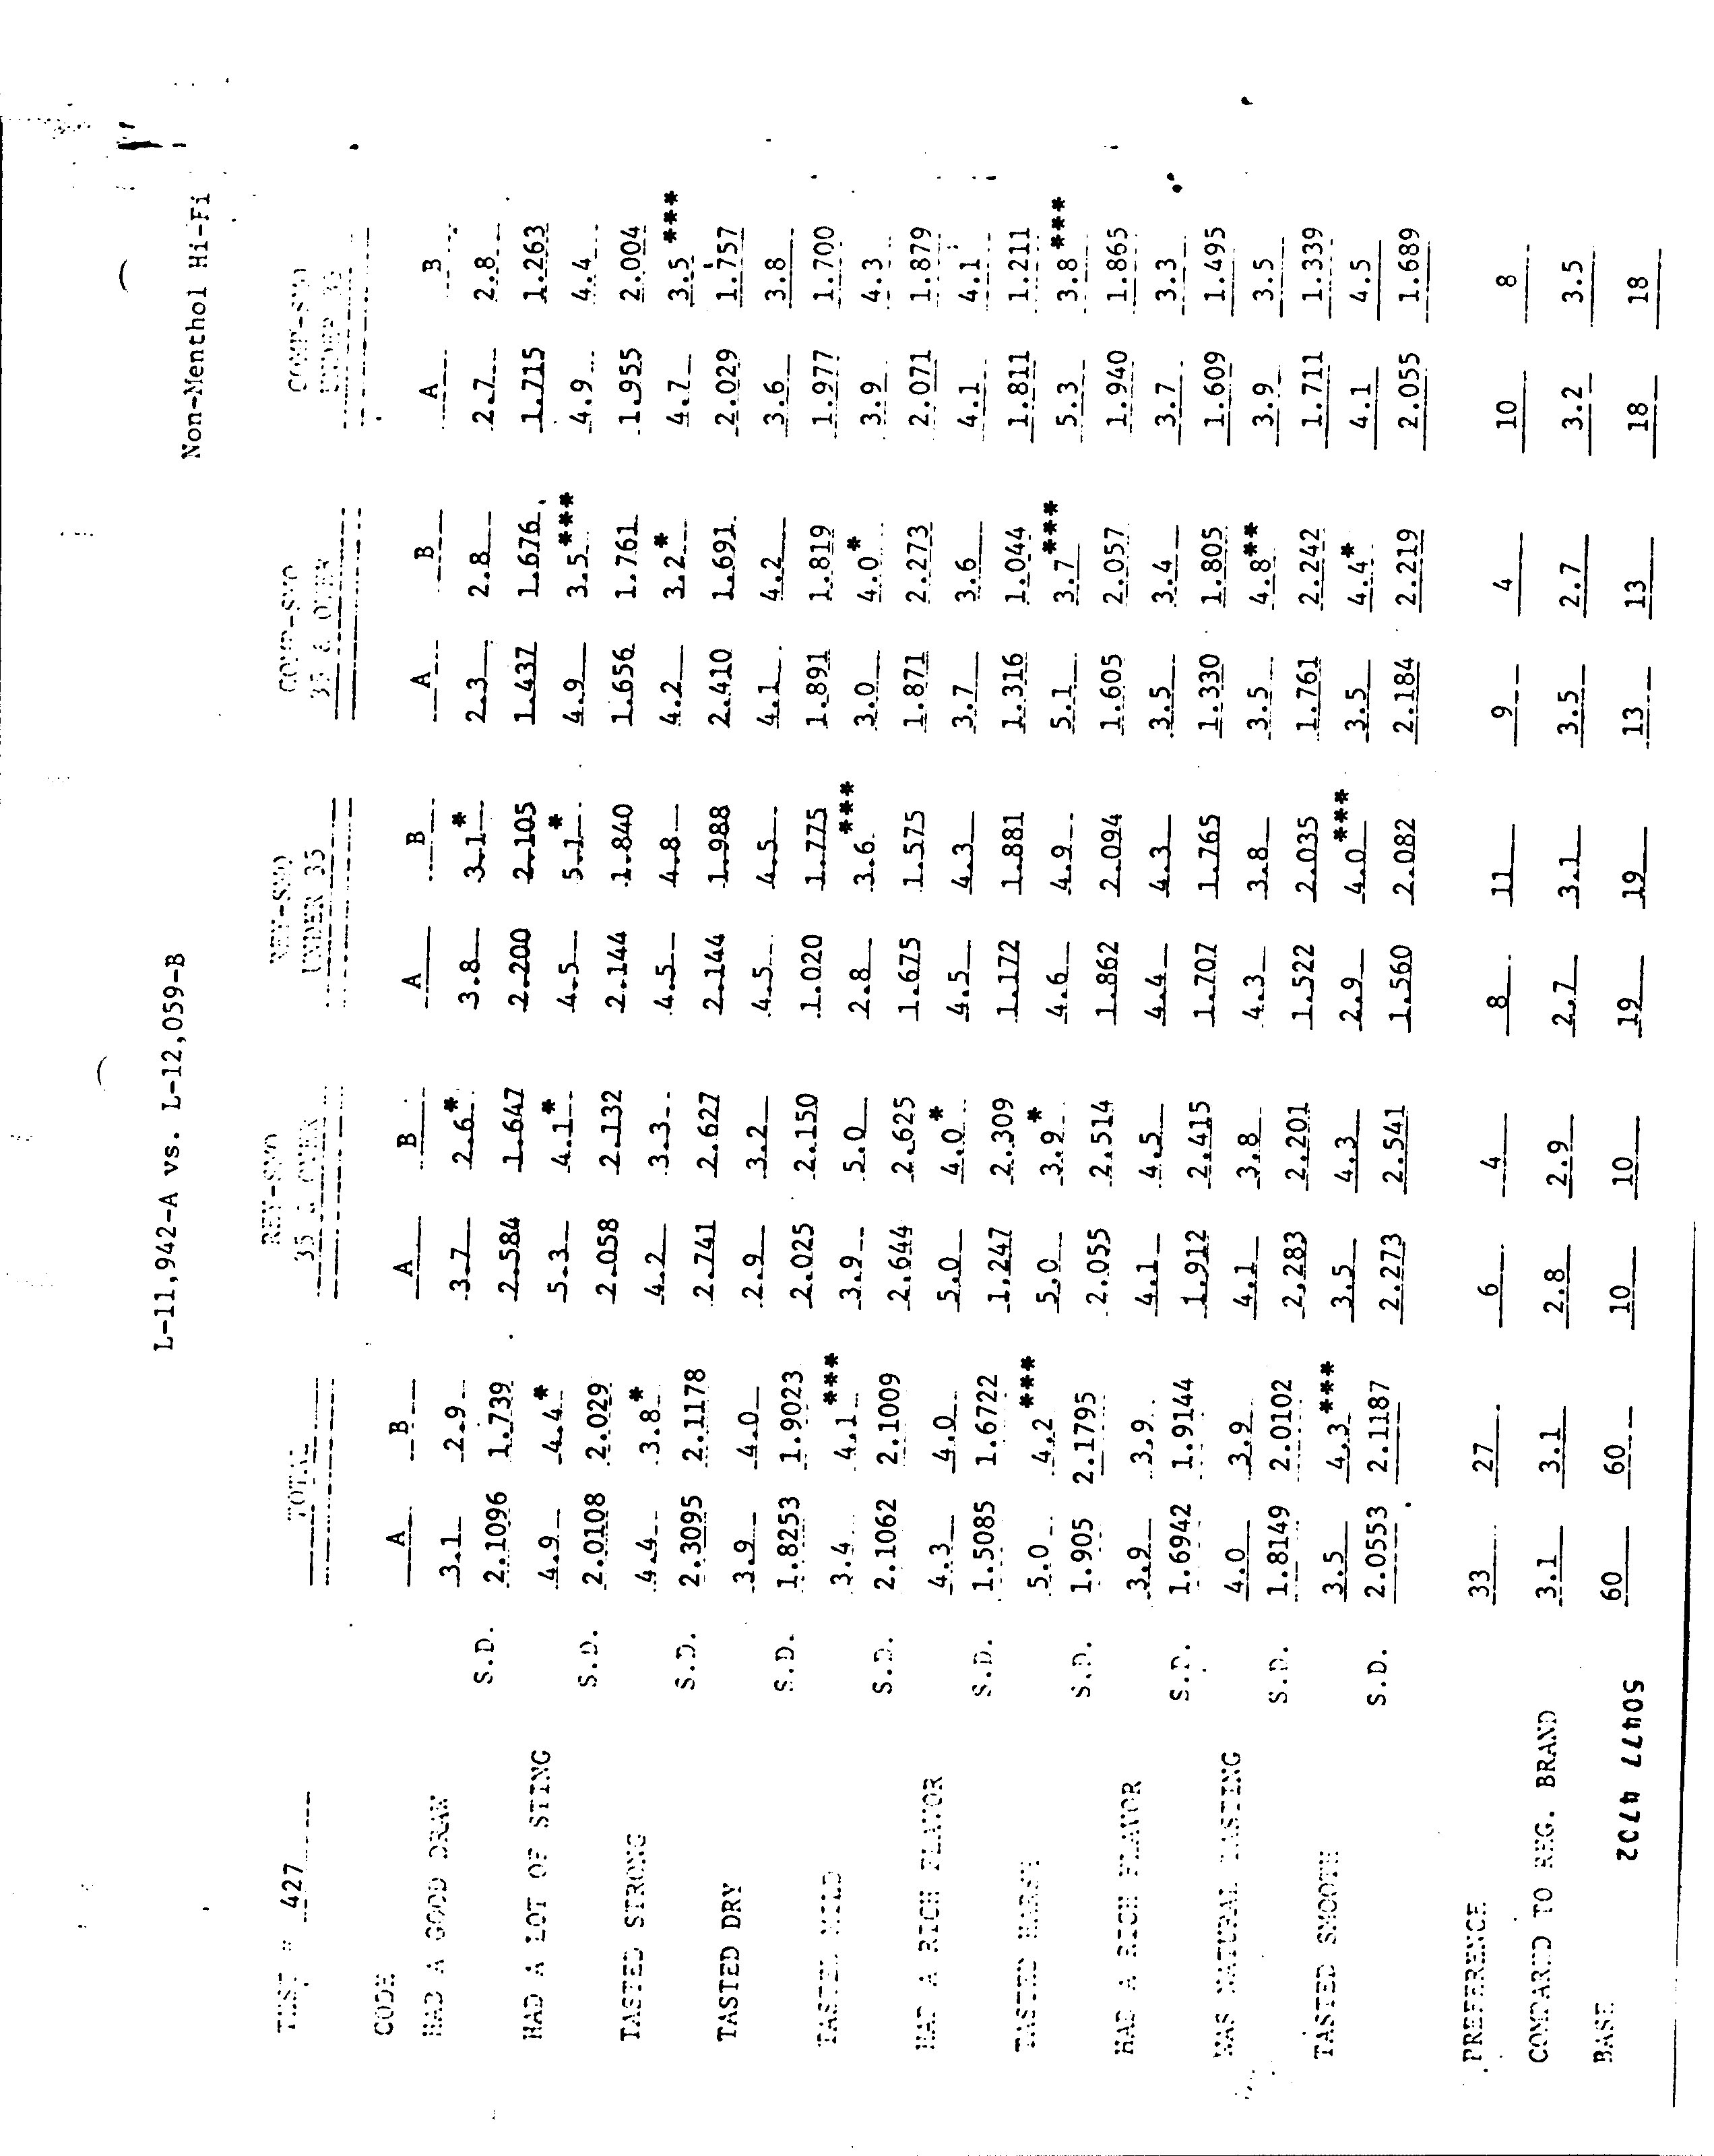 Non-Menthol Hi-Fi
L-11,942-A vs. L-12,059-B
TEST # 427 TOTAL REY-SWO 35 & OVER REY-SWO UNDER 35 COMP-SWO 35 & OVER COMP-SWO UNDER 35
CODE A B A B A B A B A B
HAD A GOOD DRAW 3.1 2.9 3.7 2.6* 3.8 3.1* 2.3 2.8 2.7 2.8
S.D. 2.1096 1.739 2.584 1.647 2.200 2.105 1.437 1.676 1.715 1.263
HAD A LOT OF STING 4.9 4.4* 5.3 4.1* 4.5 5.1* 4.9 3.5*** 4.9 4.4
S.D. 2.0108 2.029 2.058 2.132 2.144 1.840 1.656 1.761 1.955 2.004
TASTED STRONG 4.4 3.8* 4.2 3.3 4.5 4.8 4.2 3.2* 4.7 3.5***
S.D. 2.3095 2.1178 2.741 2.627 2.144 1.988 2.410 1.691 2.029 1.757
TASTED DRY 3.9 4.0 2.9 3.2 4.5 4.5 4.1 4.2 3.6 3.8
S.D. 1.8253 1.9023 2.025 2.150 1.020 1.775 1.891 1.819 1.977 1.700
TASTED MILD 3.4 4.1*** 3.9 5.0 2.8 3.6*** 3.0 4.0* 3.9 4.3
S.D. 2.1062 2.1009 2.644 2.625 1.675 1.575 1.871 2.273 2.071 1.879
HAD A RICH FLAVOR 4.3 4.0 5.0 4.0* 4.5 4.3 3.7 3.6 4.1 4.1
S.D. 1.5085 1.6722 1.247 2.309 1.172 1.881 1.316 1.044 1.811 1.211
TASTED HARSH 5.0 4.2*** 5.0 3.9* 4.6 4.9 5.1 3.7*** 5.3 3.8***
S.D. 1.905 2.1795 2.055 2.514 1.862 2.094 1.605 2.057 1.940 1.865
HAD A RICH FLAVOR 3.9 3.9 4.1 4.5 4.4 4.3 3.5 3.4 3.7 3.3
S.D. 1.6942 1.9144 1.912 2.415 1.707 1.765 1.330 1.805 1.609 1.495
WAS NATURAL TASTING 4.0 3.9 4.1 3.8 4.3 3.8 3.5 4.8** 3.9 3.5
S.D. 1.8149 2.0102 2.283 2.201 1.522 2.035 1.761 2.242 1.711 1.339
TASTED SMOOTH 3.5 4.3*** 3.5 4.3 2.9 4.0*** 3.5 4.4* 4.1 4.5
S.D. 2.0553 2.1187 2.273 2.541 1.560 2.082 2.184 2.219 2.055 1.689
PREFERENCE 33 27 6 4 8 11 9 4 10 8
COMPARED TO REG. BRAND 3.1 3.1 2.8 2.9 2.7 3.1 3.5 2.7 3.2 3.5
BASE 60 60 10 10 19 19 13 13 18 18
50477 4702